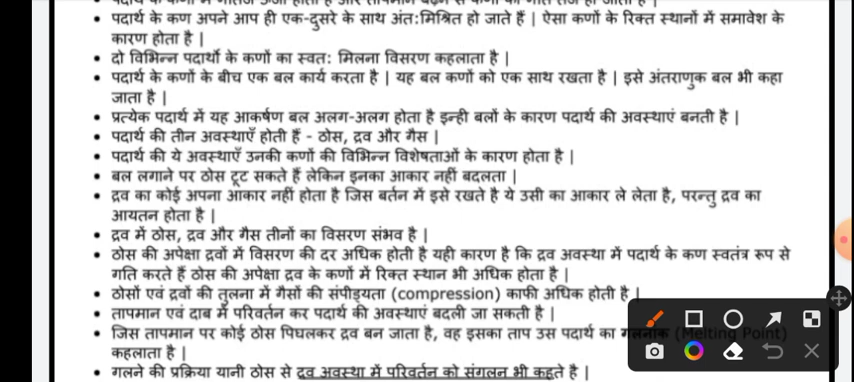 • पदार्थ के कण अपने आप ही एक-दूसरे के साथ अंत:मिश्रित हो जाते हैं | ऐसा कणों के रिक्त स्थानों में समावेश के
कारण होता है |
• दो विभिन्न पदार्थो के कणों का स्वत: मिलना विसरण कहलाता है |
• पदार्थ के कणों के बीच एक बल कार्य करता है | यह बल कणों को एक साथ रखता है | इसे अंतराणुक बल भी कहा
जाता है |
• प्रत्येक पदार्थ में यह आकर्षण बल अलग-अलग होता है इन्ही बलों के कारण पदार्थ की अवस्थाएं बनती है |
• पदार्थ की तीन अवस्थाएँ होती हैं - ठोस, द्रव और गैस |
• पदार्थ की ये अवस्थाएँ उनकी कणों की विभिन्न विशेषताओं के कारण होता है |
• बल लगाने पर ठोस टूट सकते हैं लेकिन इनका आकार नहीं बदलता |
• द्रव का कोई अपना आकार नहीं होता है जिस बर्तन में इसे रखते है ये उसी का आकार ले लेता है, परन्तु द्रव का
आयतन होता है |
• द्रव में ठोस, द्रव और गैस तीनों का विसरण संभव है |
• ठोस की अपेक्षा द्रवों में विसरण की दर अधिक होती है यही कारण है कि द्रव अवस्था में पदार्थ के कण स्वतंत्र रूप से
गति करते हैं ठोस की अपेक्षा द्रव के कणों में रिक्त स्थान भी अधिक होता है |
• ठोसों एवं द्रवों की तुलना में गैसों की संपीड्यता (compression) काफी अधिक होती है |
• तापमान एवं दाब में परिवर्तन कर पदार्थ की अवस्थाएं बदली जा सकती है |
• जिस तापमान पर कोई ठोस पिघलकर द्रव बन जाता है, वह इसका ताप उस पदार्थ का गलनांक (Melting Point)
कहलाता है |
• गलने की प्रक्रिया यानी ठोस से द्रव अवस्था में परिवर्तन को संगलन भी कहते है |